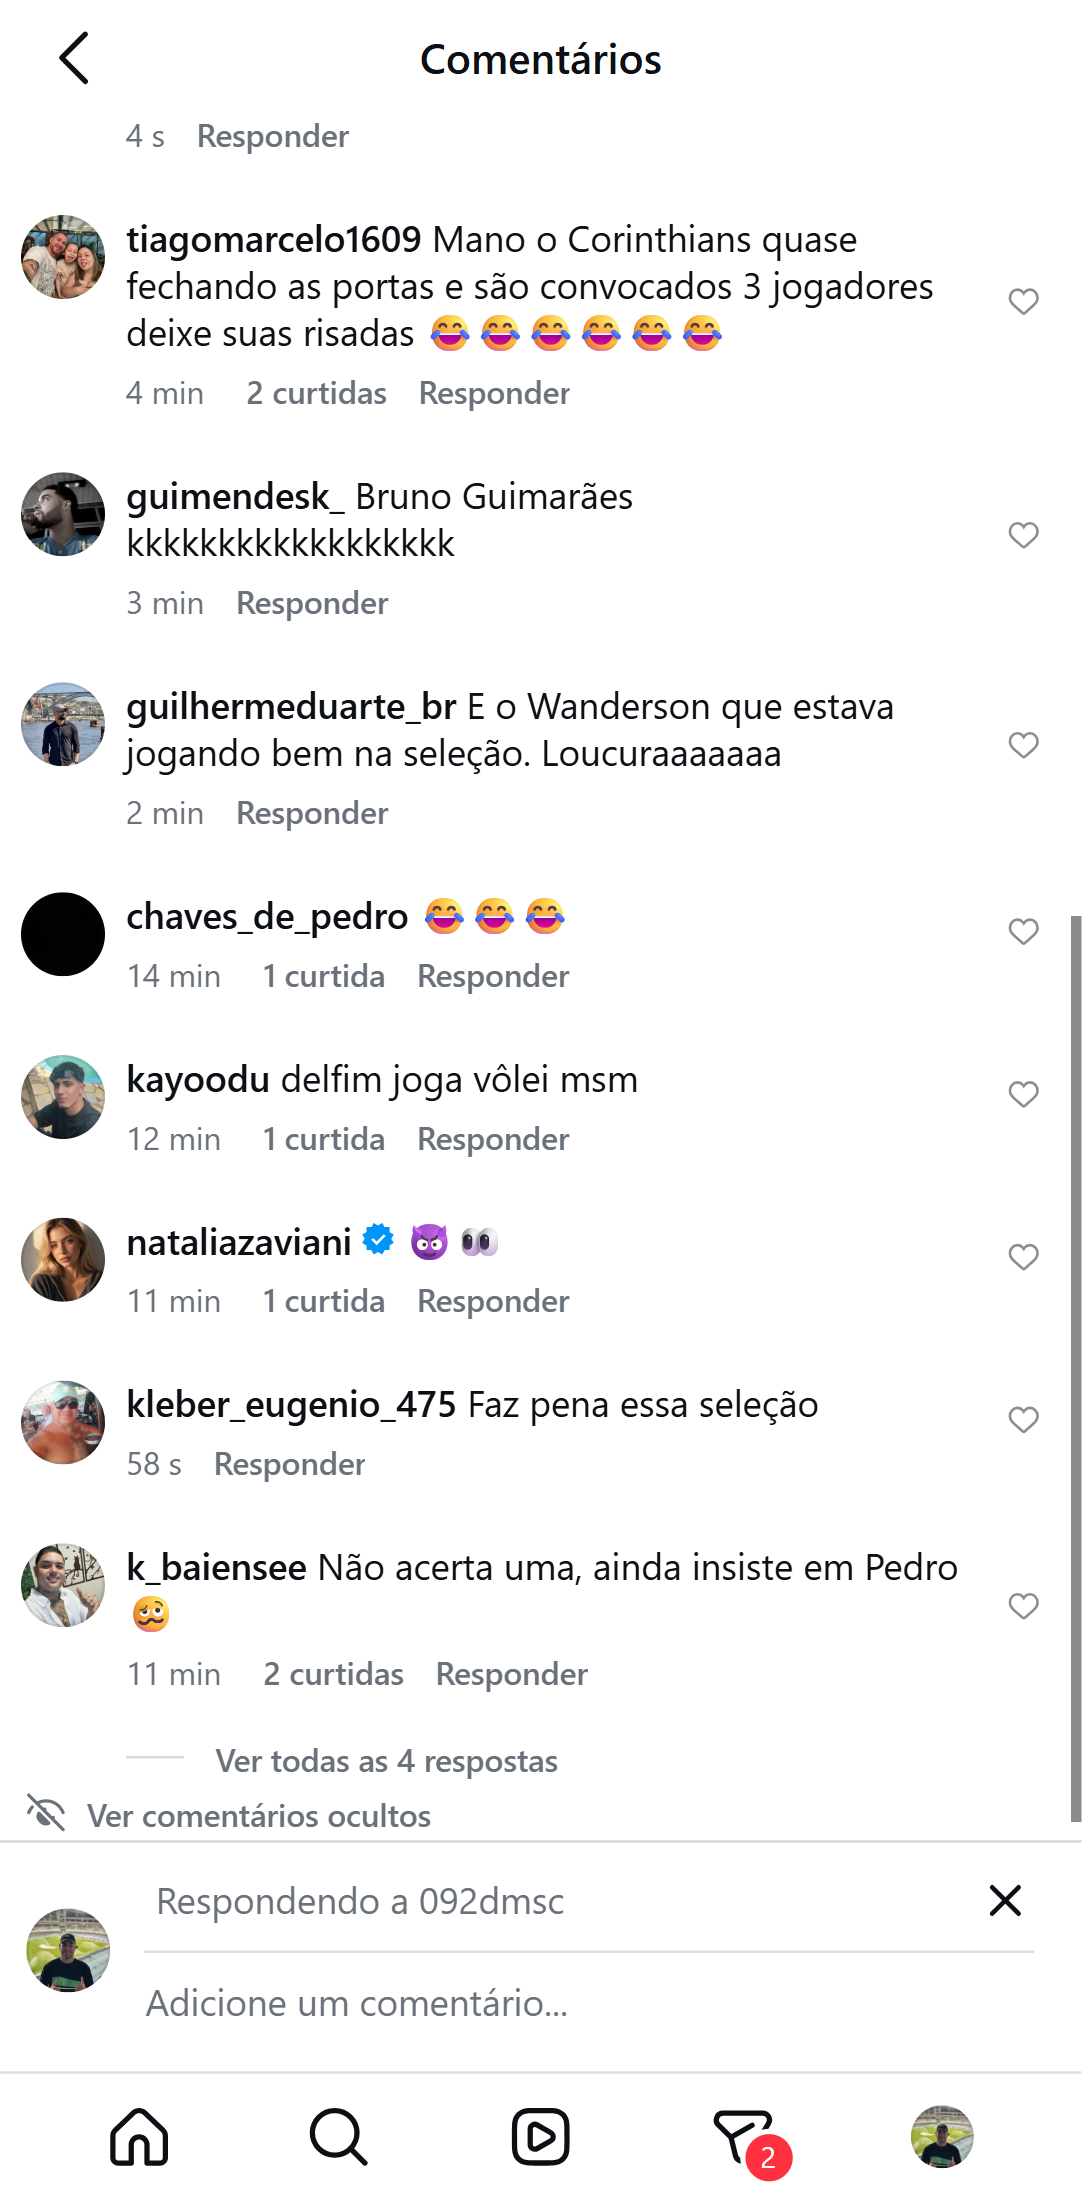 Comentários
4 s Responder
tiagomarcelo1609 Mano o Corinthians quase
fechando as portas e são convocados 3 jogadores
deixe suas risadas 😂😂😂😂😂😂
4 min 2 curtidas Responder
guimendesk_ Bruno Guimarães
kkkkkkkkkkkkkkkkkk
3 min Responder
guilhermeduarte_br E o Wanderson que estava
jogando bem na seleção. Loucuraaaaaaa
2 min Responder
chaves_de_pedro 😂😂😂
14 min 1 curtida Responder
kayoodu delfim joga vôlei msm
12 min 1 curtida Responder
nataliazaviani 😈👀
11 min 1 curtida Responder
kleber_eugenio_475 Faz pena essa seleção
58 s Responder
k_baiensee Não acerta uma, ainda insiste em Pedro
🥴
11 min 2 curtidas Responder
Ver todas as 4 respostas
Ver comentários ocultos
Respondendo a 092dmsc
Adicione um comentário...
2